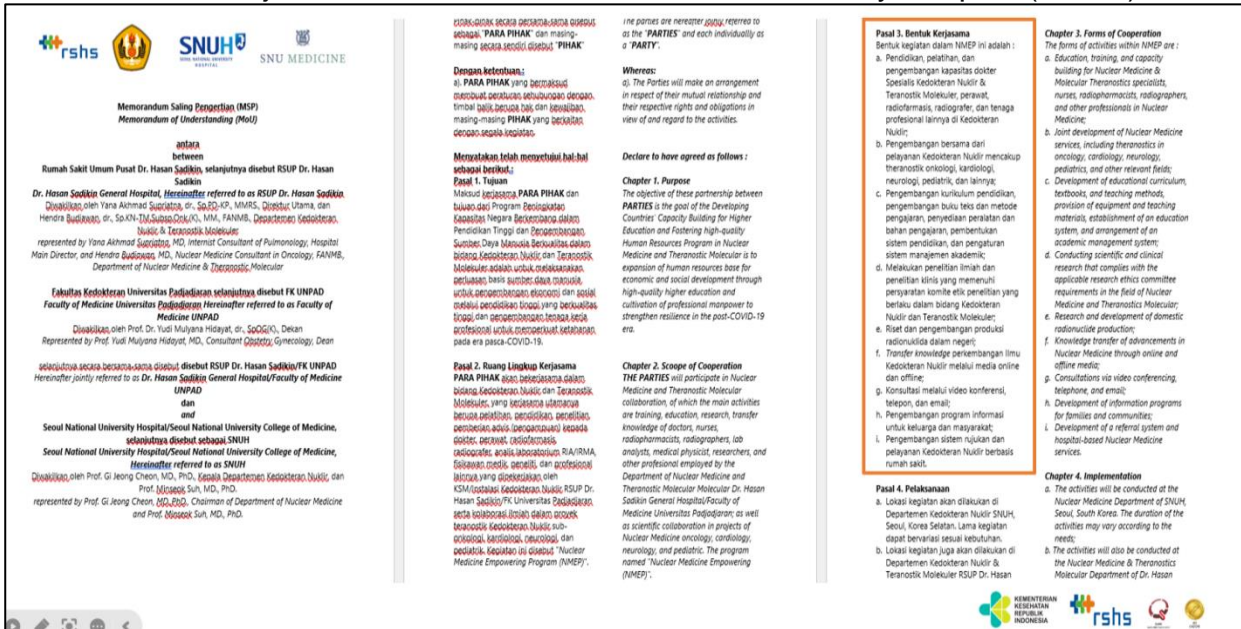 rshs
SNUH
SEOUL NATIONAL UNIVERSITY
HOSPITAL
SNU MEDICINE
Memorandum Saling Pengertian (MSP)
Memorandum of Understanding (MoU)
antara
between
Rumah Sakit Umum Pusat Dr. Hasan Sadikin, selanjutnya disebut RSUP Dr. Hasan
Sadikin
Dr. Hasan Sadikin General Hospital, Hereinafter referred to as RSUP Dr. Hasan Sadikin
Diwakilkan oleh Yana Akhmad Supriatna, dr., Sp.PD-KP., MMRS., Direktur Utama, dan
Hendra Budiawan, dr., Sp.KN-TM.Subsp.Onk.(K)., MM., FANMB., Departemen Kedokteran
Nuklir & Teranostik Molekuler
represented by Yana Akhmad Supriatna, MD, Internist Consultant of Pulmonology, Hospital
Main Director, and Hendra Budiawan, MD., Nuclear Medicine Consultant in Oncology, FANMB.,
Department of Nuclear Medicine & Theranostic Molecular
Fakultas Kedokteran Universitas Padjadjaran selanjutnya disebut FK UNPAD
Faculty of Medicine Universitas Padjadjaran Hereinafter referred to as Faculty of
Medicine UNPAD
Diwakilkan oleh Prof. Dr. Yudi Mulyana Hidayat, dr., SpOG(K)., Dekan
Represented by Prof. Yudi Mulyana Hidayat, MD., Consultant Obstetry Gynecology, Dean
selanjutnya secara bersama-sama disebut disebut RSUP Dr. Hasan Sadikin/FK UNPAD
Hereinafter jointly referred to as Dr. Hasan Sadikin General Hospital/Faculty of Medicine
UNPAD
dan
and
Seoul National University Hospital/Seoul National University College of Medicine,
selanjutnya disebut sebagai SNUH
Seoul National University Hospital/Seoul National University College of Medicine,
Hereinafter referred to as SNUH
Diwakilkan oleh Prof. Gi Jeong Cheon, MD., PhD., Kepala Departemen Kedokteran Nuklir, dan
Prof. Minseok Suh, MD., PhD.
represented by Prof. Gi Jeong Cheon, MD, PhD., Chairman of Department of Nuclear Medicine
and Prof. Minseok Suh, MD., PhD.
PIHAK-pihak secara bersama-sama disebut
sebagai "PARA PIHAK" dan masing-
masing secara sendiri disebut "PIHAK"
Dengan ketentuan :
a). PARA PIHAK yang bermaksud
membuat peraturan sehubungan dengan
timbal balik berupa hak dan kewajiban
masing-masing PIHAK yang berkaitan
dengan segala kegiatan.
Menyatakan telah menyetujui hal-hal
sebagai berikut :
Pasal 1. Tujuan
Maksud kerjasama PARA PIHAK dan
tujuan dari Program Peningkatan
Kapasitas Negara Berkembang dalam
Pendidikan Tinggi dan Pengembangan
Sumber Daya Manusia Berkualitas dalam
bidang Kedokteran Nuklir dan Teranostik
Molekuler adalah untuk melaksanakan
perluasan basis sumber daya manusia
untuk pengembangan ekonomi dan sosial
melalui pendidikan tinggi yang berkualitas
tinggi dan pengembangan tenaga kerja
profesional untuk memperkuat ketahanan
pada era pasca-COVID-19.
Pasal 2. Ruang Lingkup Kerjasama
PARA PIHAK akan bekerjasama dalam
bidang Kedokteran Nuklir dan Teranostik
Molekuler, yang kerjasama utamanya
berupa pelatihan, pendidikan, penelitian,
pemberian advis (pengampuan) kepada
dokter, perawat, radiofarmasis,
radiografer, analis laboratorium RIA/IRMA,
fisikawan medik, peneliti, dan profesional
lainnya yang dipekerjakan oleh
KSM/Instalasi Kedokteran Nuklir RSUP Dr.
Hasan Sadikin/FK Universitas Padjadjaran
serta kolaborasi ilmiah dalam proyek
teranostik Kedokteran Nuklir sub-
onkologi, kardiologi, neurologi, dan
pediatrik. Kegiatan ini disebut "Nuclear
Medicine Empowering Program (NMEP)".
The parties are hereafter jointly referred to
as the "PARTIES" and each individually as
a "PARTY".
Whereas:
a). The Parties will make an arrangement
in respect of their mutual relationship and
their respective rights and obligations in
view of and regard to the activities.
Declare to have agreed as follows :
Chapter 1. Purpose
The objective of these partnership between
PARTIES is the goal of the Developing
Countries' Capacity Building for Higher
Education and Fostering high-quality
Human Resources Program in Nuclear
Medicine and Theranostic Molecular is to
expansion of human resources base for
economic and social development through
high-quality higher education and
cultivation of professional manpower to
strengthen resilience in the post-COVID-19
era.
Chapter 2. Scoope of Cooperation
THE PARTIES will participate in Nuclear
Medicine and Theranostic Molecular
collaboration, of which the main activities
are training, education, research, transfer
knowledge of doctors, nurses,
radiopharmacists, radiographers, lab
analysts, medical physicist, researchers, and
other profesional employed by the
Department of Nuclear Medicine and
Theranostic Molecular Molecular Dr. Hasan
Sadikin General Hospital/Faculty of
Medicine Universitas Padjadjaran; as well
as scientific collaboration in projects of
Nuclear Medicine oncology, cardiology,
neurology, and pediatric. The program
named "Nuclear Medicine Empowering
(NMEP)".
Pasal 3. Bentuk Kerjasama
Bentuk kegiatan dalam NMEP ini adalah :
a. Pendidikan, pelatihan, dan
pengembangan kapasitas dokter
Spesialis Kedokteran Nuklir &
Teranostik Molekuler, perawat,
radiofarmasis, radiografer, dan tenaga
profesional lainnya di Kedokteran
Nuklir;
b. Pengembangan bersama dari
pelayanan Kedokteran Nuklir mencakup
theranostik onkologi, kardiologi,
neurologi, pediatrik, dan lainnya;
c. Pengembangan kurikulum pendidikan,
pengembangan buku teks dan metode
pengajaran, penyediaan peralatan dan
bahan pengajaran, pembentukan
sistem pendidikan, dan pengaturan
sistem manajemen akademik;
d. Melakukan penelitian ilmiah dan
penelitian klinis yang memenuhi
persyaratan komite etik penelitian yang
berlaku dalam bidang Kedokteran
Nuklir dan Teranostik Molekuler;
e. Riset dan pengembangan produksi
radionuklida dalam negeri;
f. Transfer knowledge perkembangan Ilmu
Kedokteran Nuklir melalui media online
dan offline;
g. Konsultasi melalui video konferensi,
telepon, dan email;
h. Pengembangan program informasi
untuk keluarga dan masyarakat;
i. Pengembangan sistem rujukan dan
pelayanan Kedokteran Nuklir berbasis
rumah sakit.
Pasal 4. Pelaksanaan
a. Lokasi kegiatan akan dilakukan di
Departemen Kedokteran Nuklir SNUH,
Seoul, Korea Selatan. Lama kegiatan
dapat bervariasi sesuai kebutuhan.
b. Lokasi kegiatan juga akan dilakukan di
Departemen Kedokteran Nuklir &
Teranostik Molekuler RSUP Dr. Hasan
Chapter 3. Forms of Cooperation
The forms of activities within NMEP are :
a. Education, training, and capacity
building for Nuclear Medicine &
Molecular Theranostics specialists,
nurses, radiopharmacists, radiographers,
and other professionals in Nuclear
Medicine;
b. Joint development of Nuclear Medicine
services, including theranostics in
oncology, cardiology, neurology,
pediatrics, and other relevant fields;
c. Development of educational curriculum,
textbooks, and teaching methods,
provision of equipment and teaching
materials, establishment of an education
system, and arrangement of an
academic management system;
d. Conducting scientific and clinical
research that complies with the
applicable research ethics committee
requirements in the field of Nuclear
Medicine and Theranostics Molecular;
e. Research and development of domestic
radionuclide production;
f. Knowledge transfer of advancements in
Nuclear Medicine through online and
offline media;
g. Consultations via video conferencing,
telephone, and email;
h. Development of information programs
for families and communities;
i. Development of a referral system and
hospital-based Nuclear Medicine
services.
Chapter 4. Implementation
a. The activities will be conducted at the
Nuclear Medicine Department of SNUH,
Seoul, South Korea. The duration of the
activities may vary according to the
needs;
b. The activities will also be conducted at
the Nuclear Medicine & Theranostics
Molecular Department of Dr. Hasan
KEMENTERIAN
KESEHATAN
REPUBLIK
INDONESIA
rshs